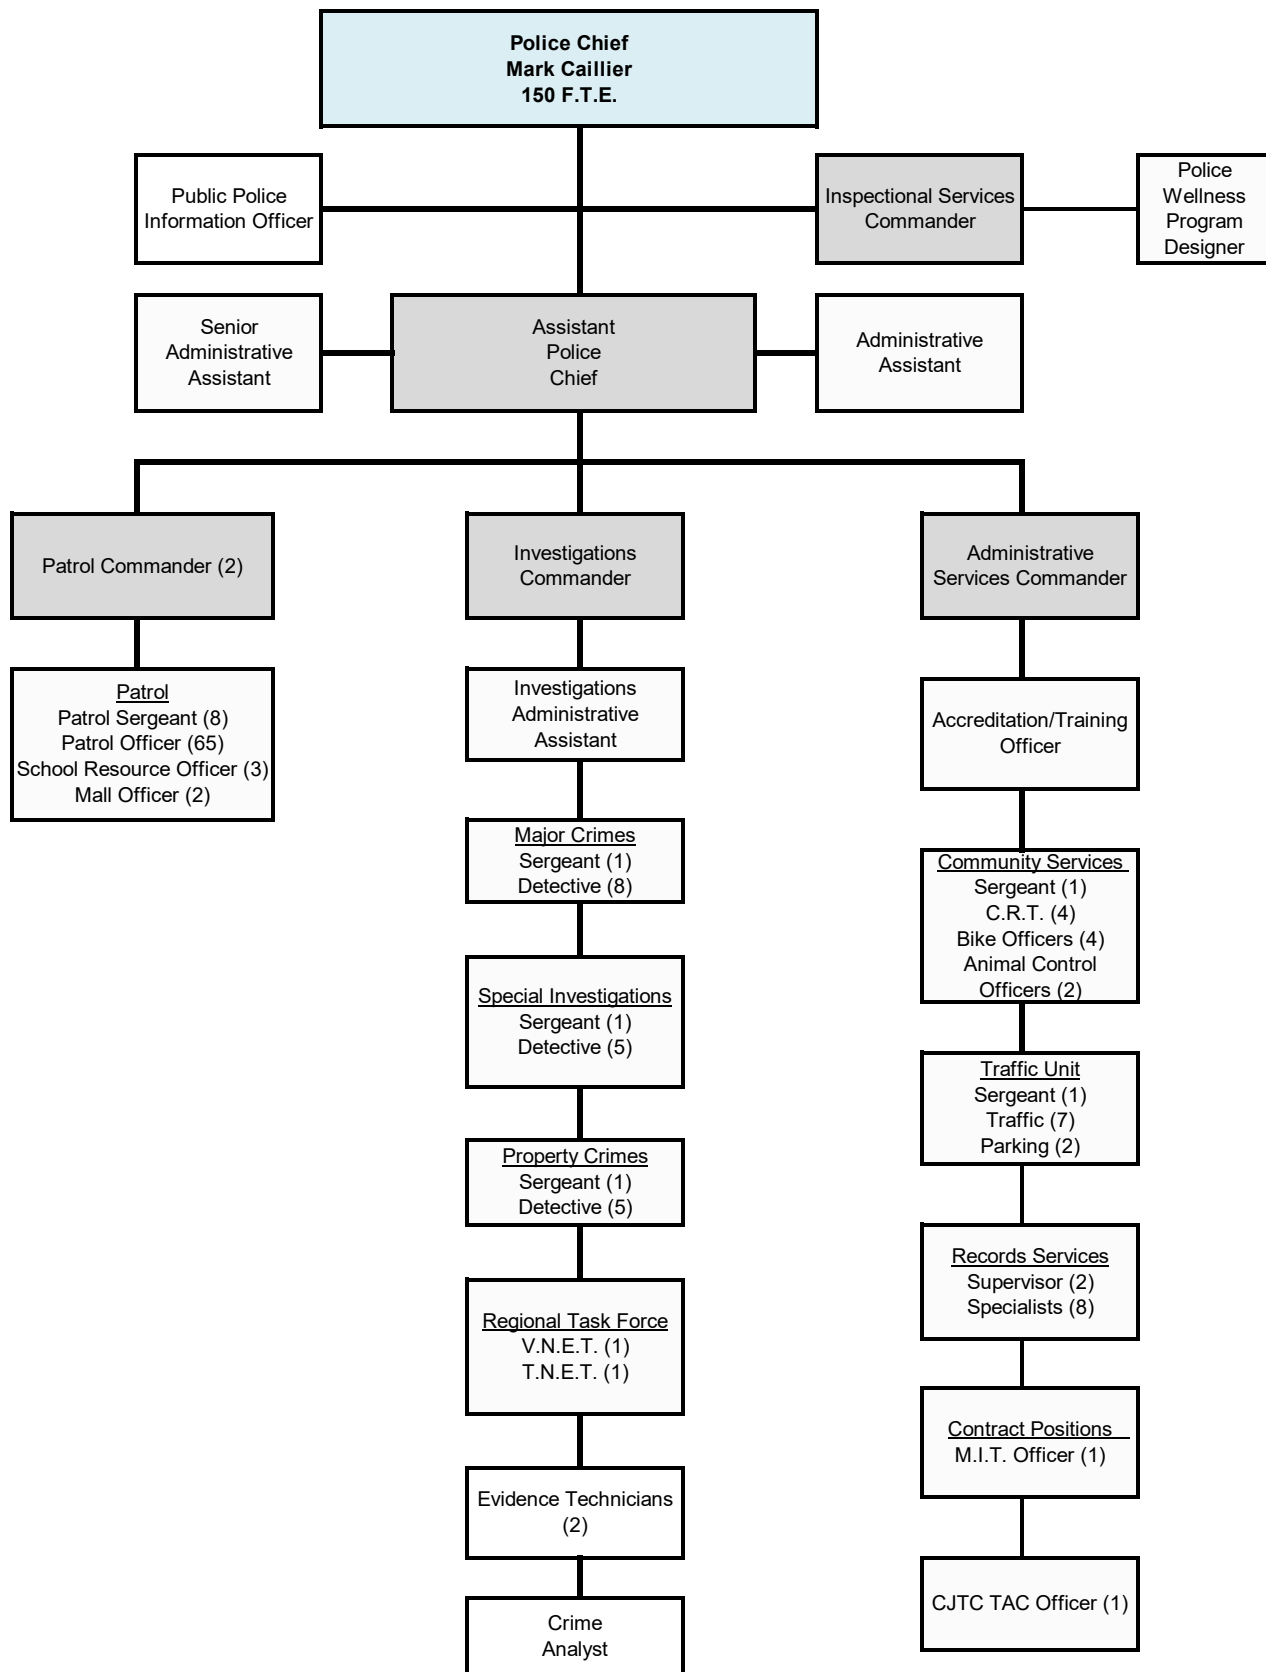 Police Chief
Mark Caillier
150 F.T.E.
Public Police
Information Officer
Inspectional Services
Commander
Police
Wellness
Program
Designer
Senior
Administrative
Assistant
Assistant
Police
Chief
Administrative
Assistant
Patrol Commander (2)
Investigations
Commander
Administrative
Services Commander
Patrol
Patrol Sergeant (8)
Patrol Officer (65)
School Resource Officer (3)
Mall Officer (2)
Investigations
Administrative
Assistant
Major Crimes
Sergeant (1)
Detective (8)
Special Investigations
Sergeant (1)
Detective (5)
Property Crimes
Sergeant (1)
Detective (5)
Regional Task Force
V.N.E.T. (1)
T.N.E.T. (1)
Evidence Technicians
(2)
Crime
Analyst
Accreditation/Training
Officer
Community Services
Sergeant (1)
C.R.T. (4)
Bike Officers (4)
Animal Control
Officers (2)
Traffic Unit
Sergeant (1)
Traffic (7)
Parking (2)
Records Services
Supervisor (2)
Specialists (8)
Contract Positions
M.I.T. Officer (1)
CJTC TAC Officer (1)